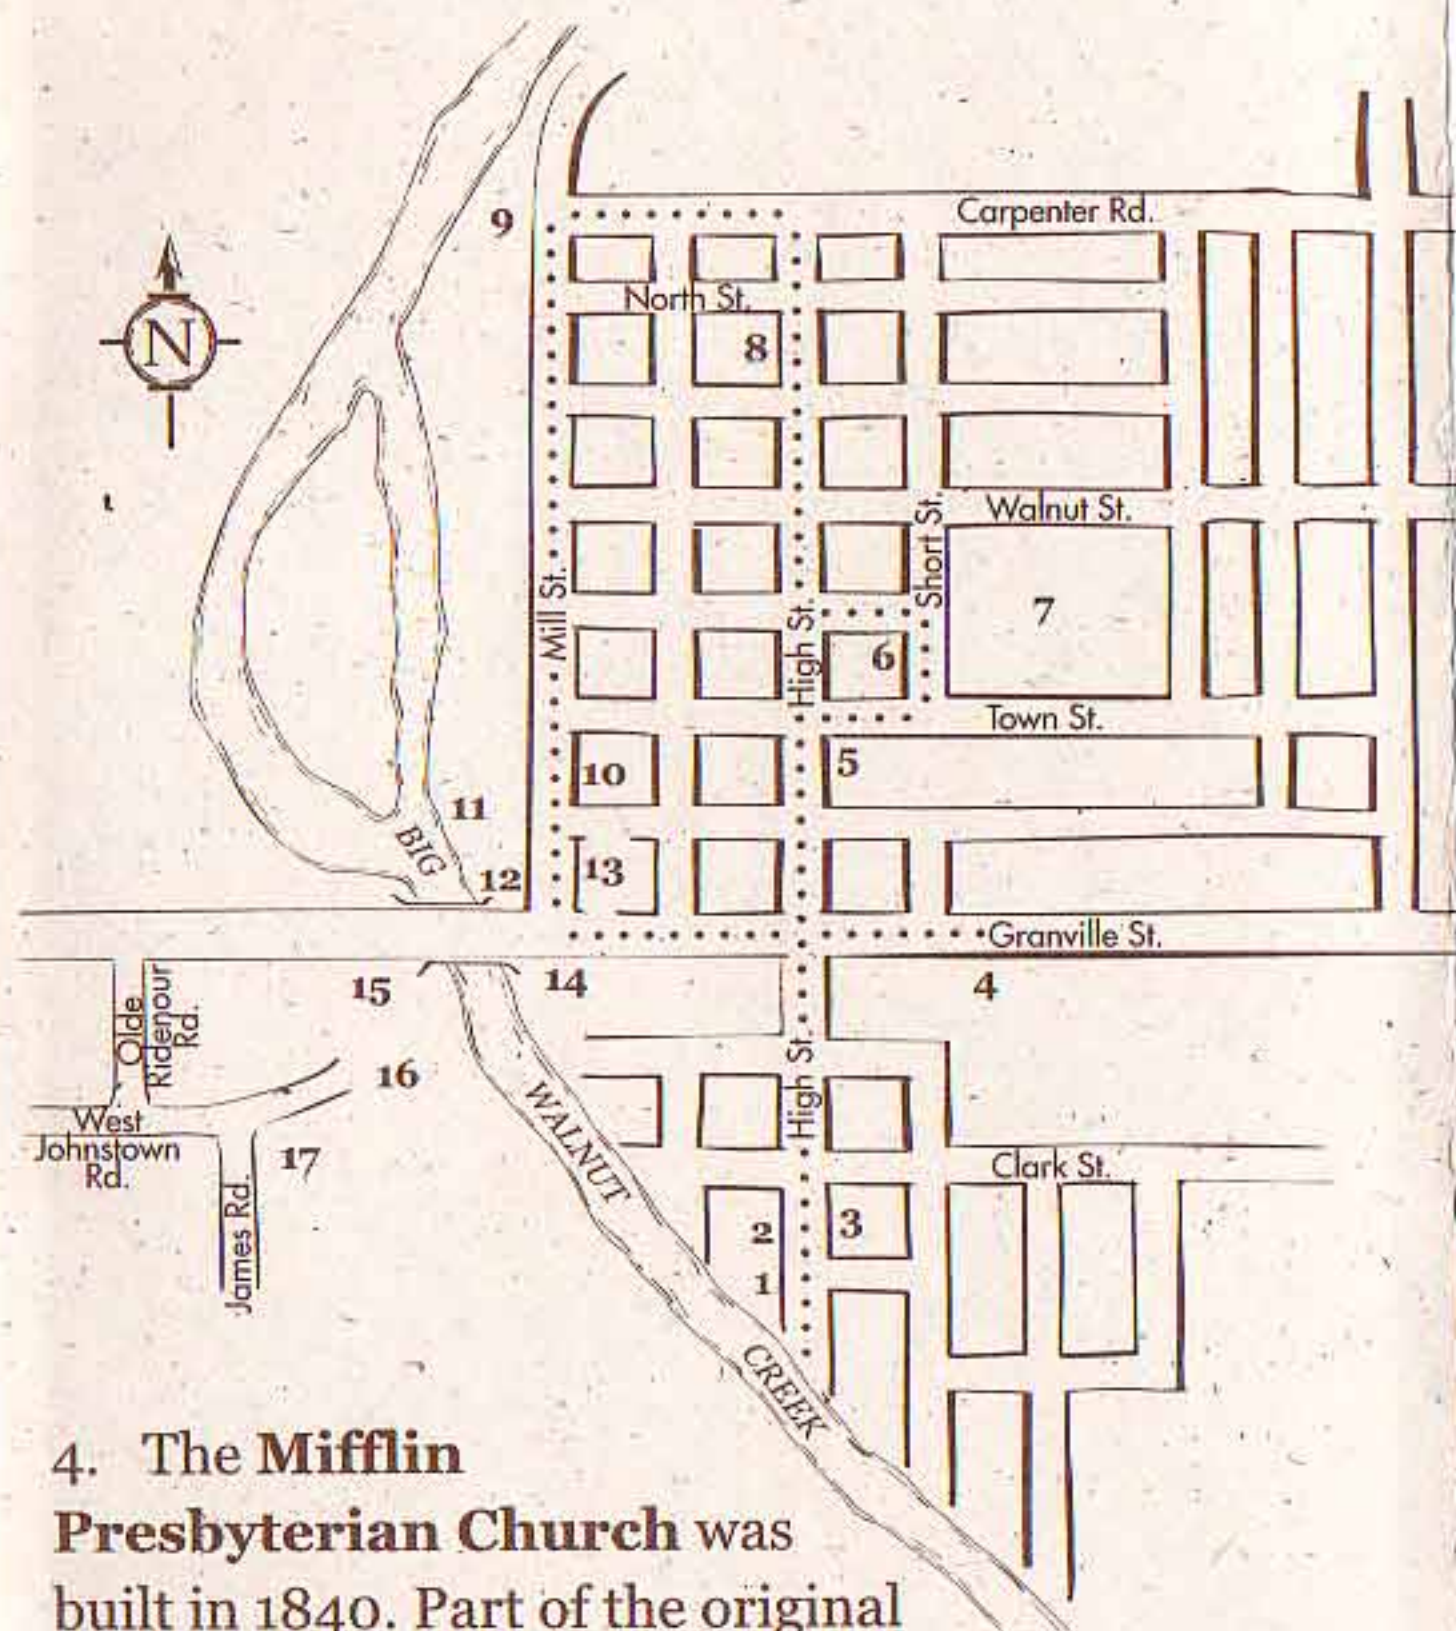 Carpenter Rd.
9
North St.
N
8
Walnut St.
Short St.
Mill St.
High St.
7
6
Town St.
10
5
11
BIG
12
13
Granville St.
15
14
4
Olde
Ridenour
Rd.
16
High St.
WALNUT
West
Johnstown
Rd.
17
Clark St.
James Rd.
2
3
1
CREEK
4. The Mifflin
Presbyterian Church was
built in 1840. Part of the original